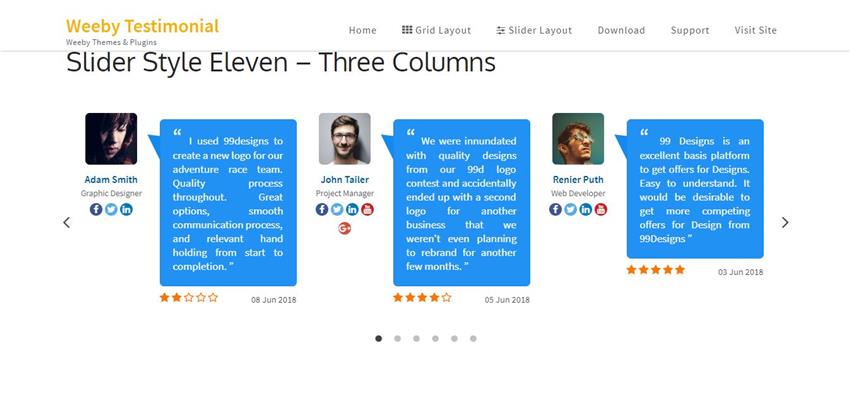 Weeby Testimonial
Weeby Themes & Plugins
Home
Grid Layout
Slider Layout
Download
Support
Visit Site
Slider Style Eleven – Three Columns
Adam Smith
Graphic Designer
“ I used 99designs to
create a new logo for our
adventure race team.
Quality process
throughout. Great
options, smooth
communication process,
and relevant hand
holding from start to
completion. ”
08 Jun 2018
John Tailer
Project Manager
“ We were innundated
with quality designs
from our 99d logo
contest and accidentally
ended up with a second
logo for another
business that we
weren't even planning
to rebrand for another
few months. ”
05 Jun 2018
Renier Puth
Web Developer
“ 99 Designs is an
excellent basis platform
to get offers for Designs.
Easy to understand. It
would be desirable to
get more competing
offers for Design from
99Designs ”
03 Jun 2018